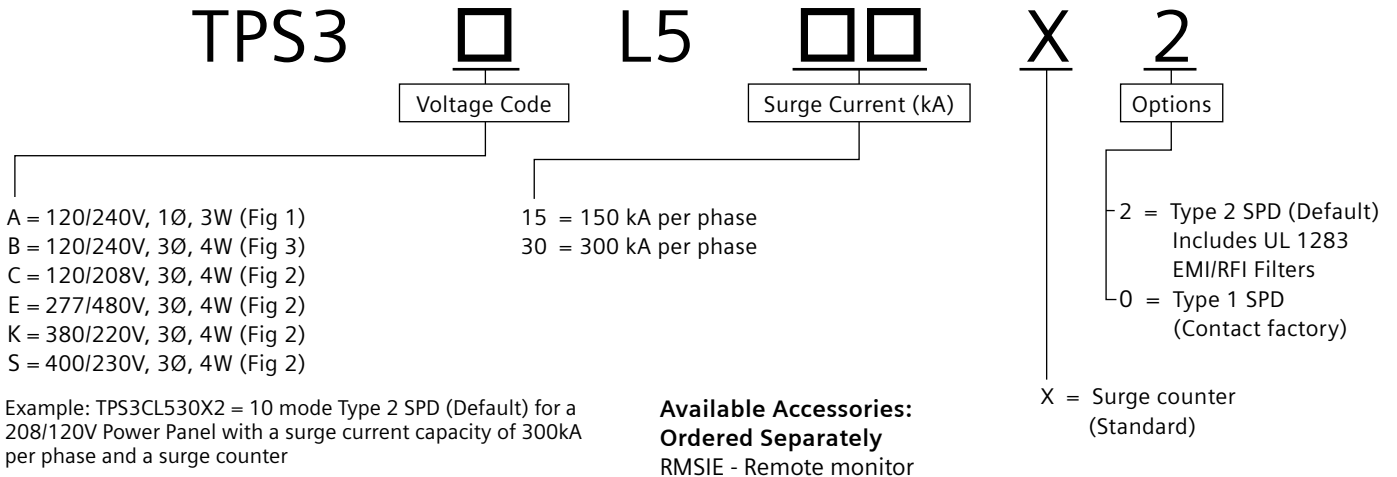 TPS3 □ L5 □□ X 2
Voltage Code
Surge Current (kA)
Options
A = 120/240V, 1Ø, 3W (Fig 1)
B = 120/240V, 3Ø, 4W (Fig 3)
C = 120/208V, 3Ø, 4W (Fig 2)
E = 277/480V, 3Ø, 4W (Fig 2)
K = 380/220V, 3Ø, 4W (Fig 2)
S = 400/230V, 3Ø, 4W (Fig 2)
15 = 150 kA per phase
30 = 300 kA per phase
2 = Type 2 SPD (Default)
Includes UL 1283
EMI/RFI Filters
0 = Type 1 SPD
(Contact factory)
X = Surge counter
(Standard)
Example: TPS3CL530X2 = 10 mode Type 2 SPD (Default) for a
208/120V Power Panel with a surge current capacity of 300kA
per phase and a surge counter
Available Accessories:
Ordered Separately
RMSIE - Remote monitor